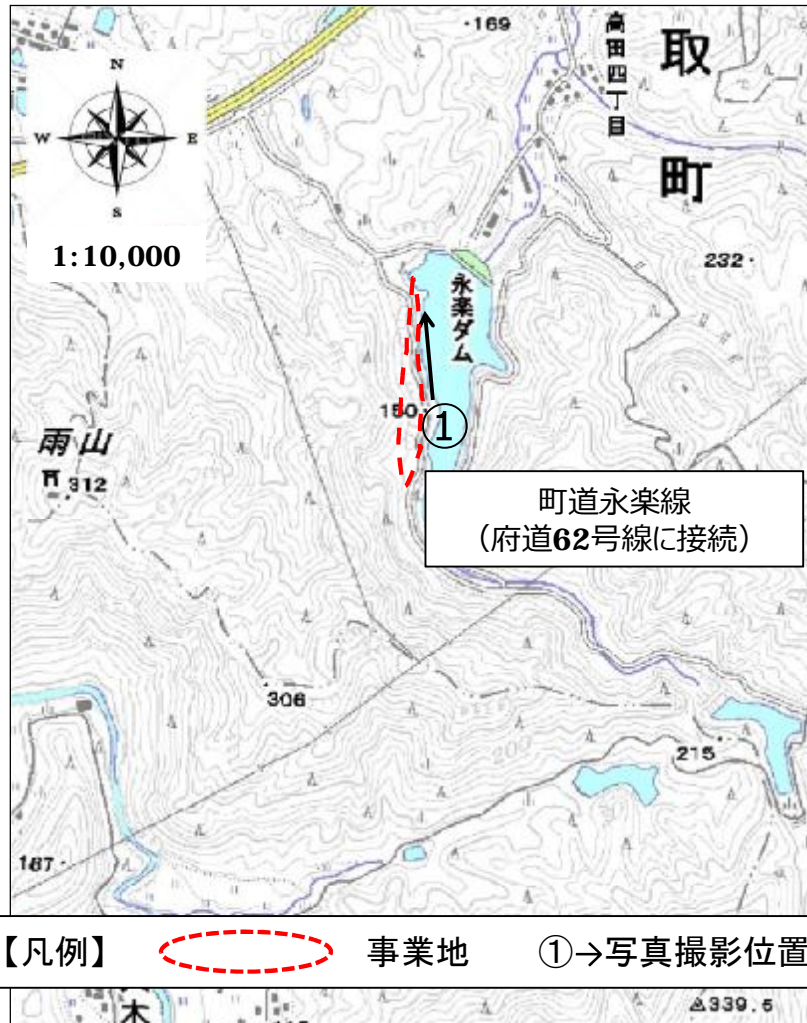 ・169
高田四丁目
取町
N
W
E
S
1:10,000
232・
永楽ダム
150
①
雨山
312
町道永楽線
（府道62号線に接続）
306
200
215
187・
【凡例】 事業地 ①→写真撮影位置
木
△339.5